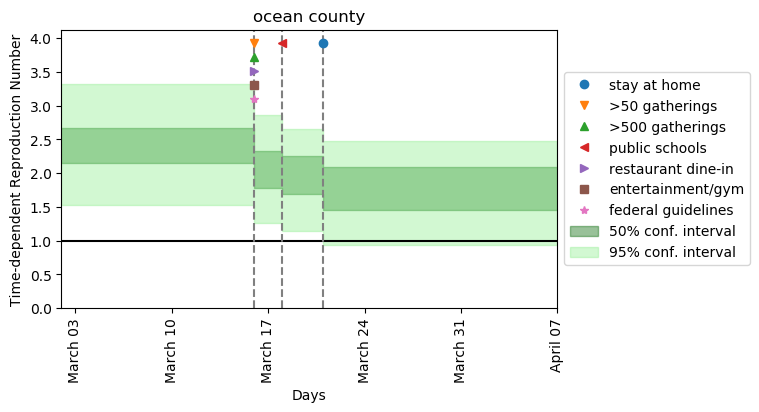 ocean county
Time-dependent Reproduction Number
4.0
3.5
3.0
2.5
2.0
1.5
1.0
0.5
0.0
March 03
March 10
March 17
March 24
March 31
April 07
Days
stay at home
>50 gatherings
>500 gatherings
public schools
restaurant dine-in
entertainment/gym
federal guidelines
50% conf. interval
95% conf. interval